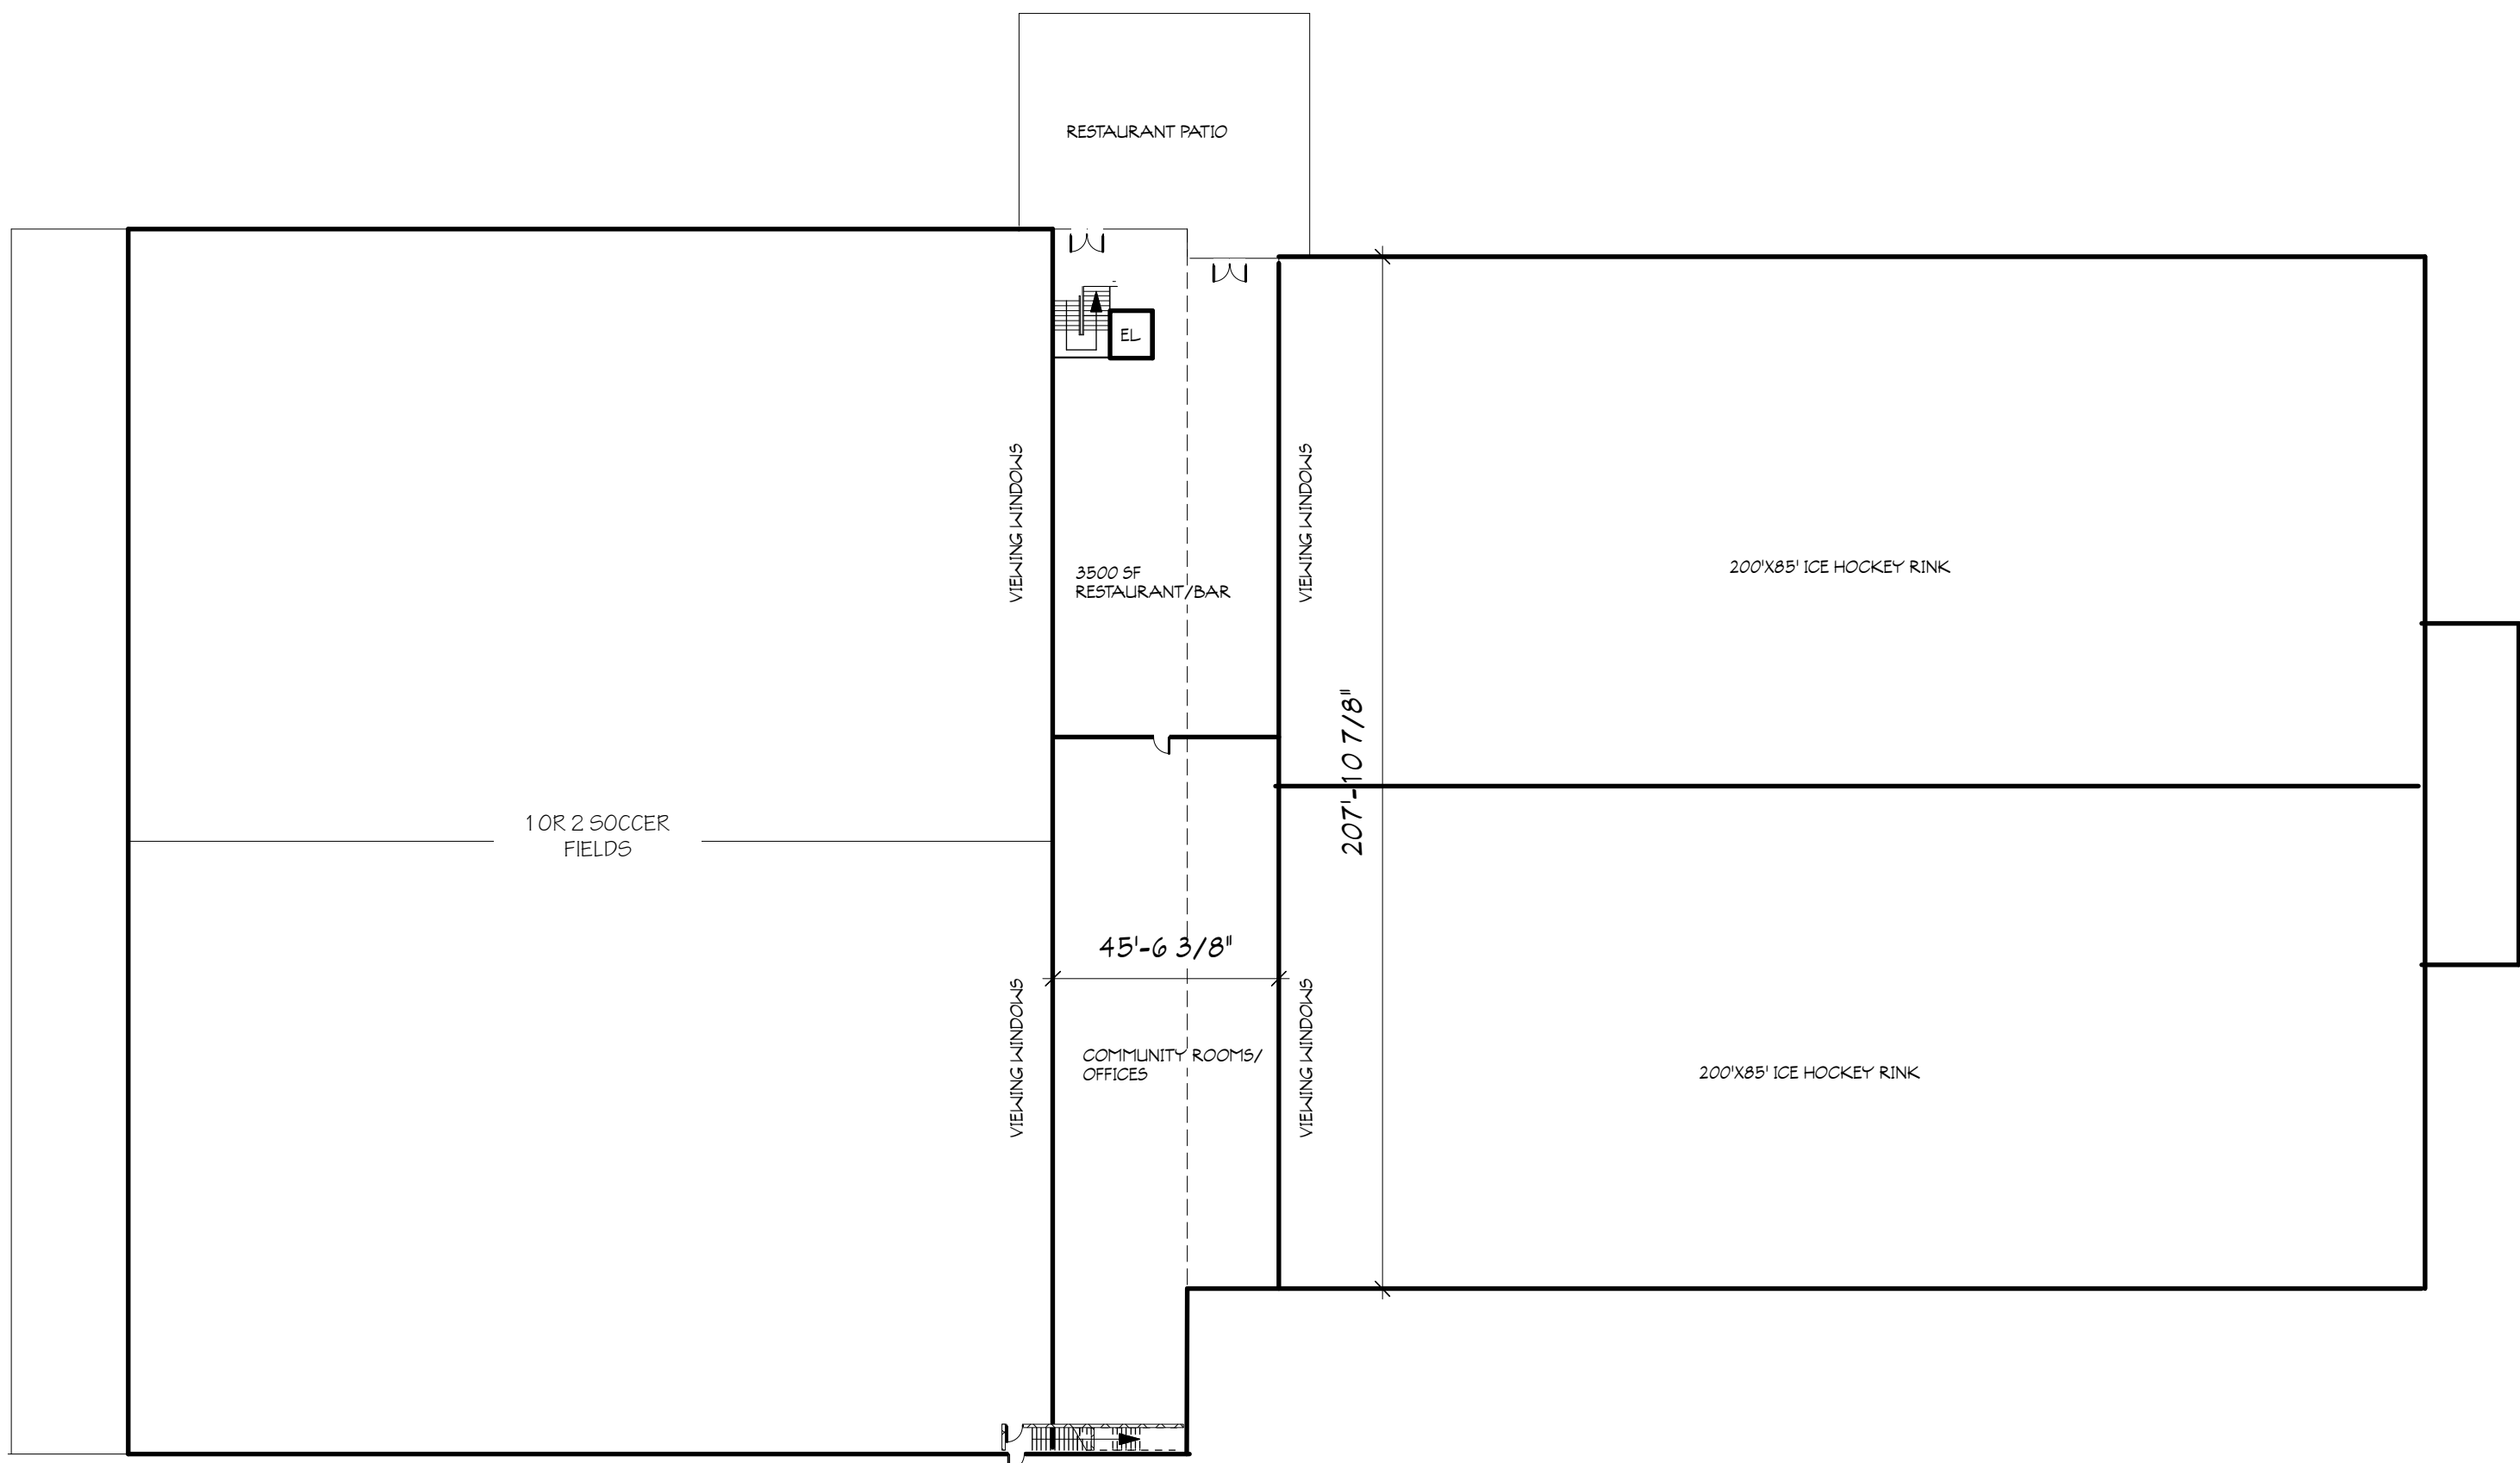 RESTAURANT PATIO
EL
VIEWING WINDOWS
VIEWING WINDOWS
3500 SF
RESTAURANT/BAR
200'X85' ICE HOCKEY RINK
207'-10 7/8"
1 OR 2 SOCCER
FIELDS
45'-6 3/8"
VIEWING WINDOWS
VIEWING WINDOWS
COMMUNITY ROOMS/
OFFICES
200'X85' ICE HOCKEY RINK